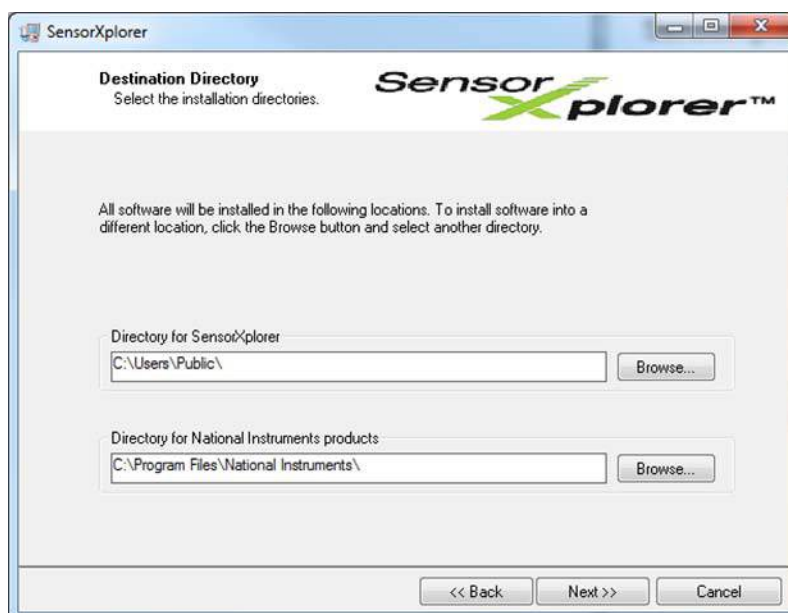 SensorXplorer
Destination Directory
Select the installation directories.
Sensor
Xplorer™
All software will be installed in the following locations. To install software into a
different location, click the Browse button and select another directory.
Directory for SensorXplorer
C:\Users\Public\
Browse...
Directory for National Instruments products
C:\Program Files\National Instruments\
Browse...
<< Back
Next >>
Cancel